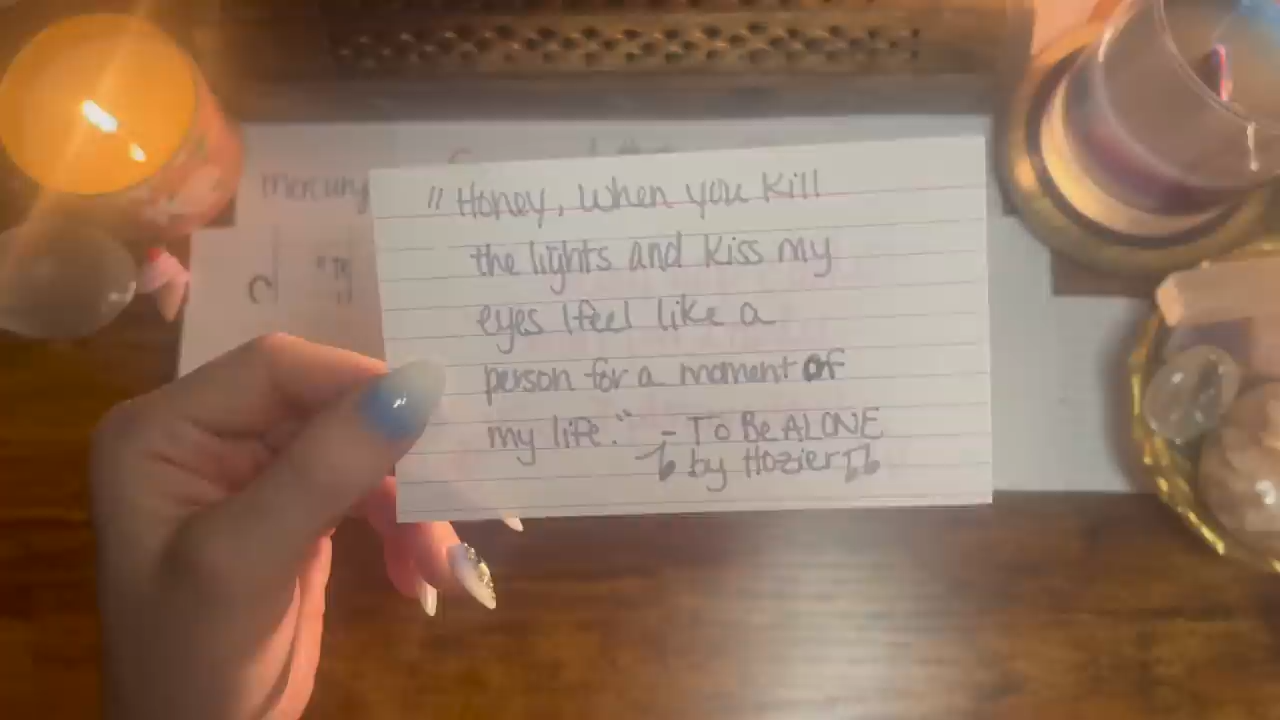 mercury
"Honey, when you kill
the lights and kiss my
eyes I feel like a
person for a moment of
my life." - To Be ALONE
by Hozier